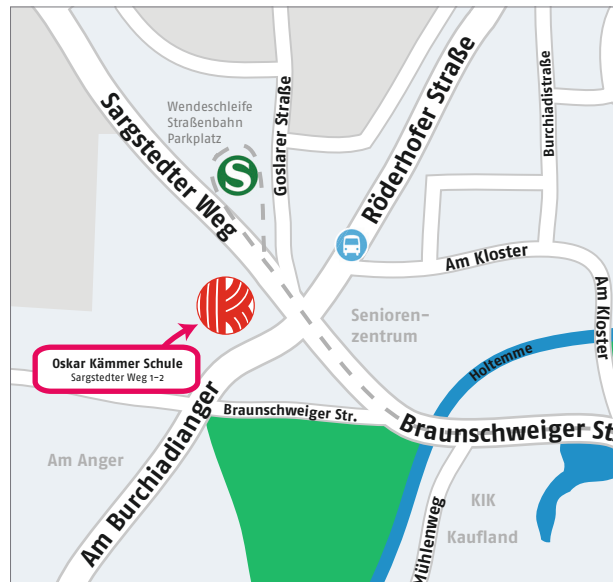 Wendeschleife
Straßenbahn
Parkplatz
S
Sargstedter Weg
Goslarer Straße
Röderhofer Straße
Burchiadistraße
Am Kloster
Am Kloster
Senioren-
zentrum
Holtemme
Oskar Kämmer Schule
Sargstedter Weg 1–2
Braunschweiger Str.
Braunschweiger St
Am Anger
Am Burchiadianger
KIK
Kaufland
Mühlenweg